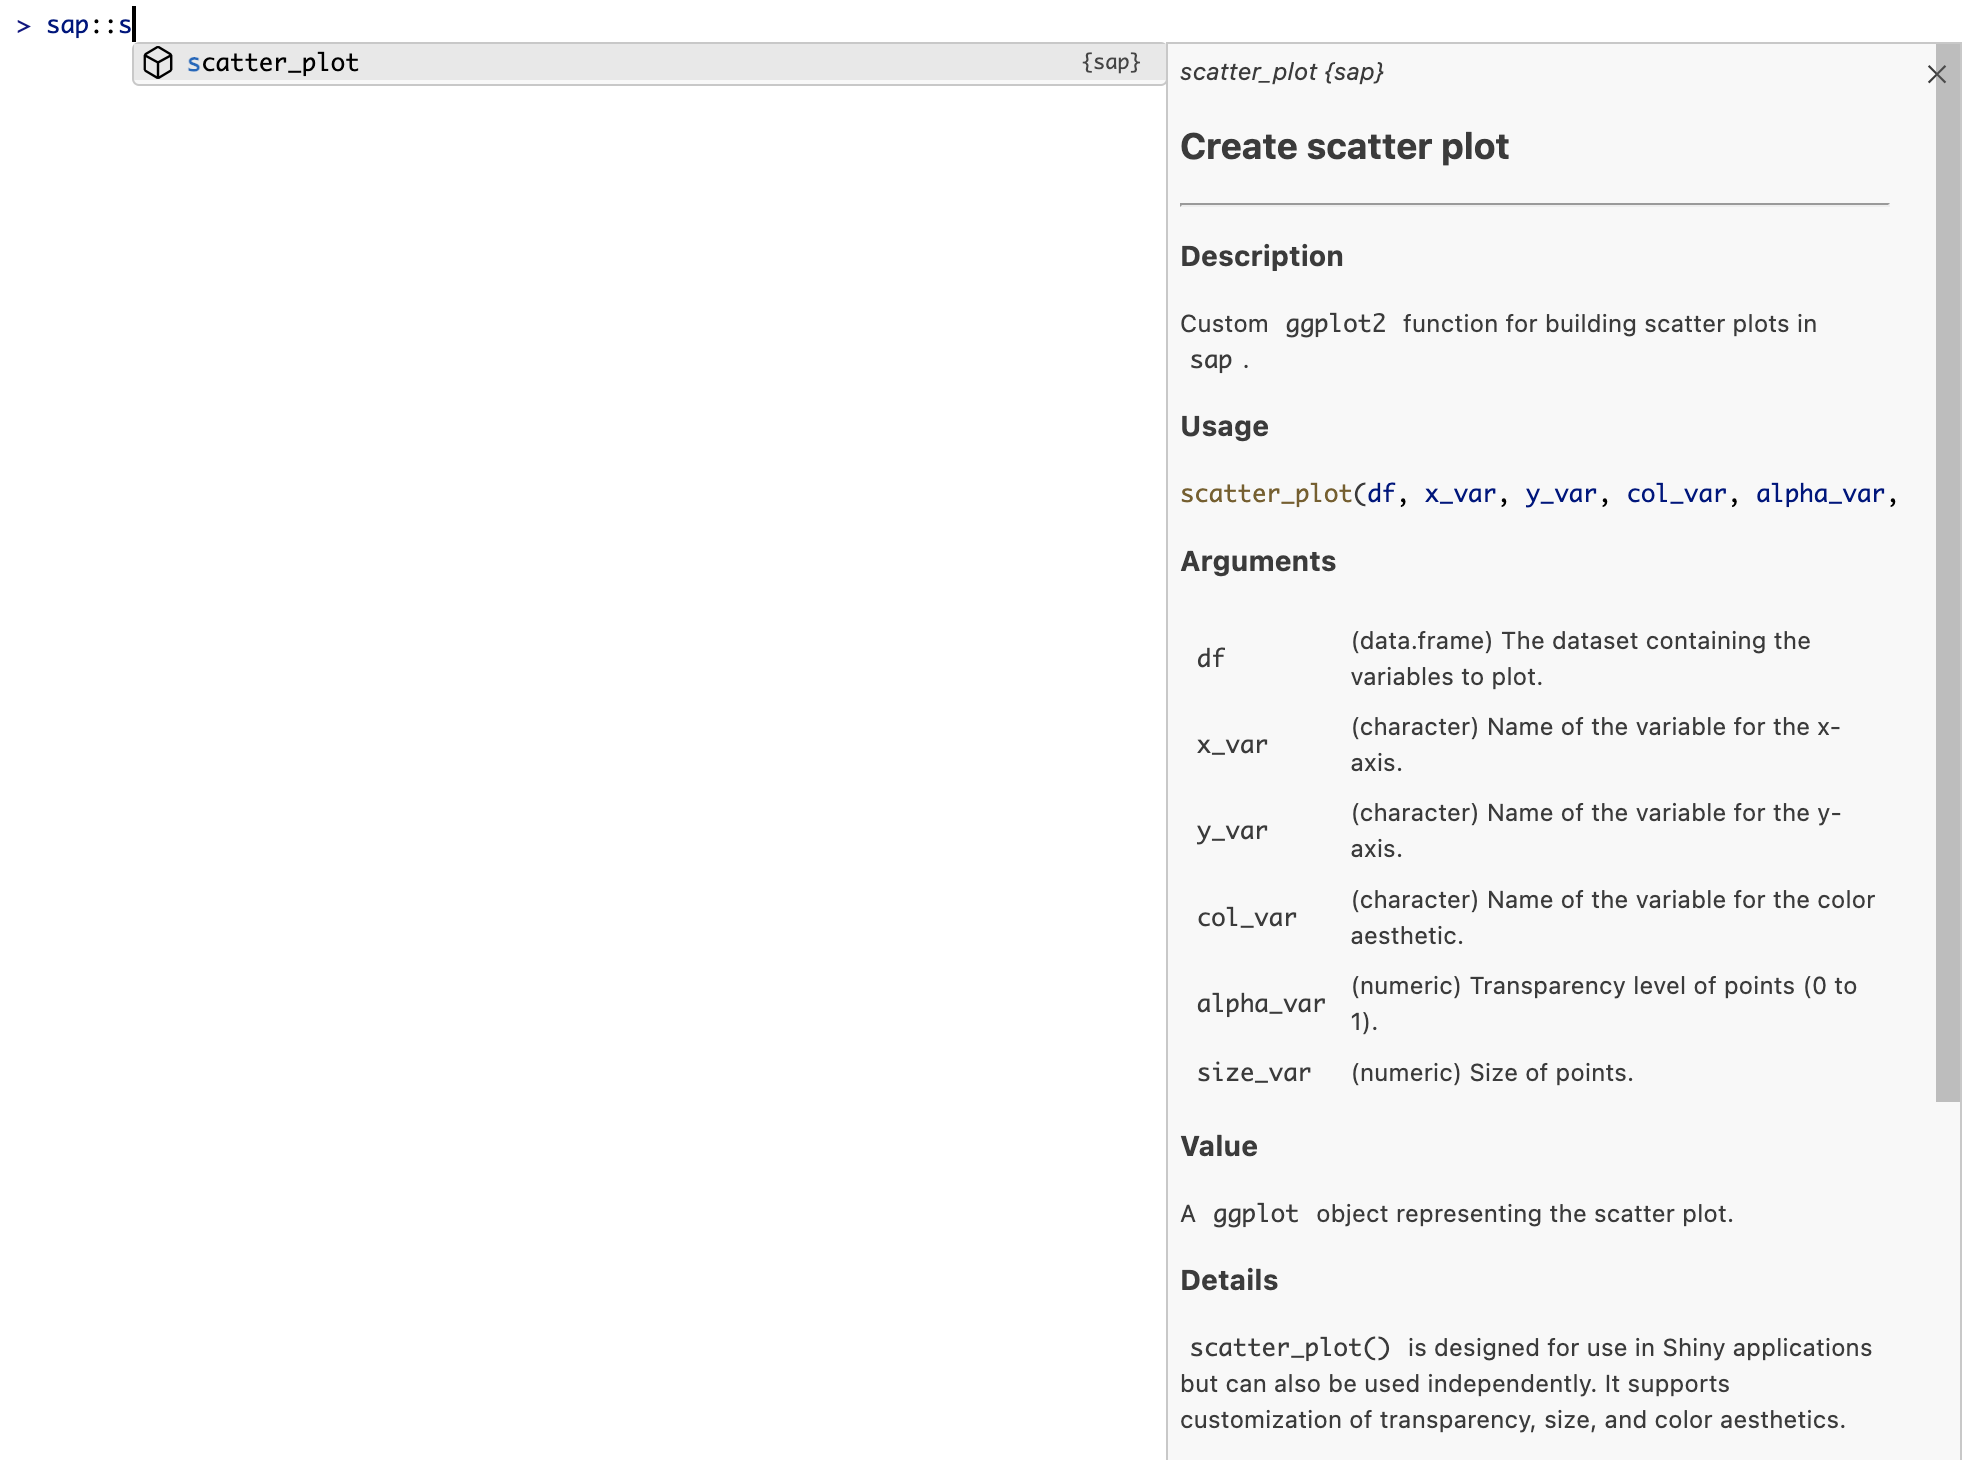 > sap::s
scatter_plot {sap}
scatter_plot {sap}
Create scatter plot
Description
Custom ggplot2 function for building scatter plots in
sap .
Usage
scatter_plot(df, x_var, y_var, col_var, alpha_var,
Arguments
df (data.frame) The dataset containing the
variables to plot.
x_var (character) Name of the variable for the x-
axis.
y_var (character) Name of the variable for the y-
axis.
col_var (character) Name of the variable for the color
aesthetic.
alpha_var (numeric) Transparency level of points (0 to
1).
size_var (numeric) Size of points.
Value
A ggplot object representing the scatter plot.
Details
scatter_plot() is designed for use in Shiny applications
but can also be used independently. It supports
customization of transparency, size, and color aesthetics.